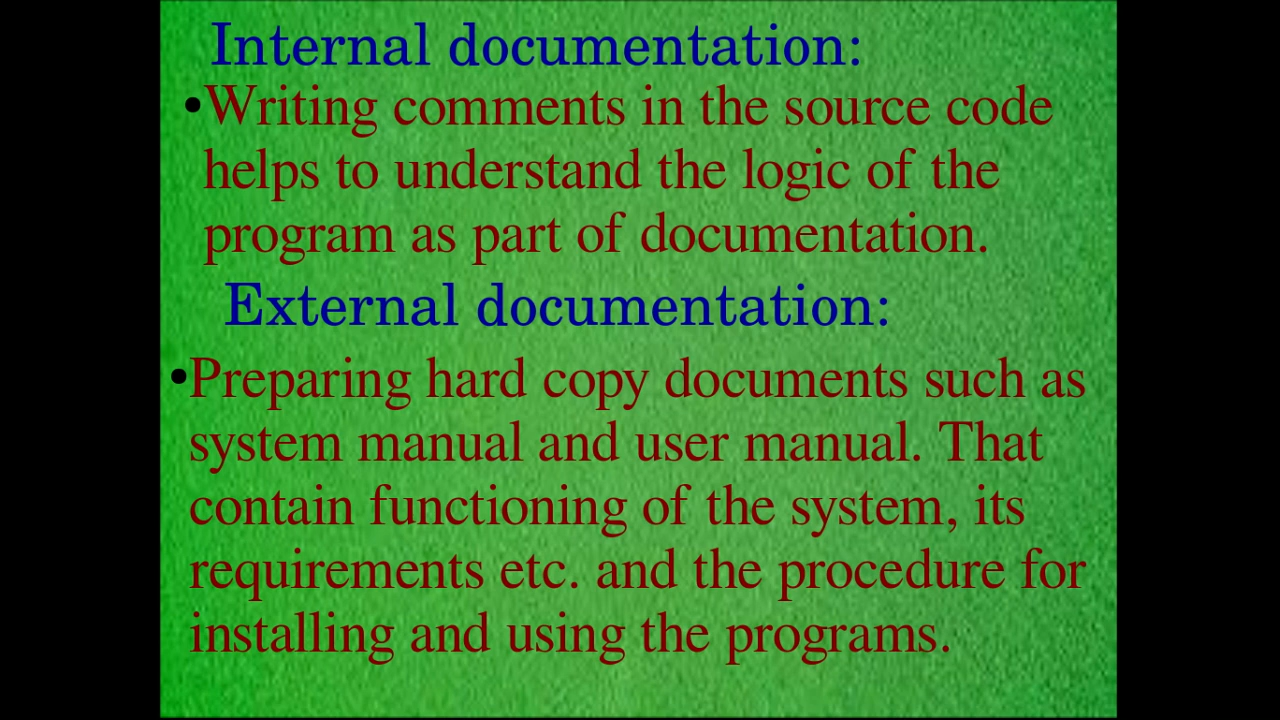 Internal documentation:
•Writing comments in the source code
helps to understand the logic of the
program as part of documentation.
External documentation:
•Preparing hard copy documents such as
system manual and user manual. That
contain functioning of the system, its
requirements etc. and the procedure for
installing and using the programs.